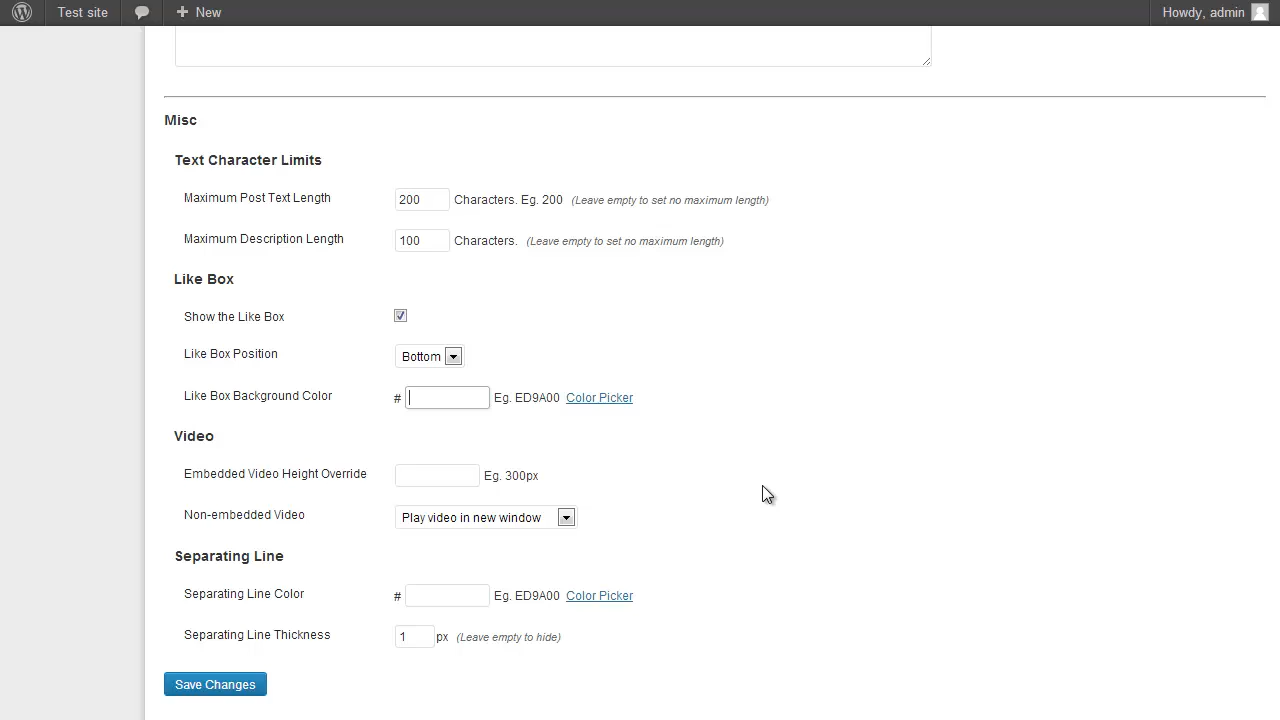 Test site
New
Howdy, admin
Misc
Text Character Limits
Maximum Post Text Length 200 Characters. Eg. 200 (Leave empty to set no maximum length)
Maximum Description Length 100 Characters. (Leave empty to set no maximum length)
Like Box
Show the Like Box
Like Box Position Bottom
Like Box Background Color # Eg. ED9A00 Color Picker
Video
Embedded Video Height Override Eg. 300px
Non-embedded Video Play video in new window
Separating Line
Separating Line Color # Eg. ED9A00 Color Picker
Separating Line Thickness 1 px (Leave empty to hide)
Save Changes